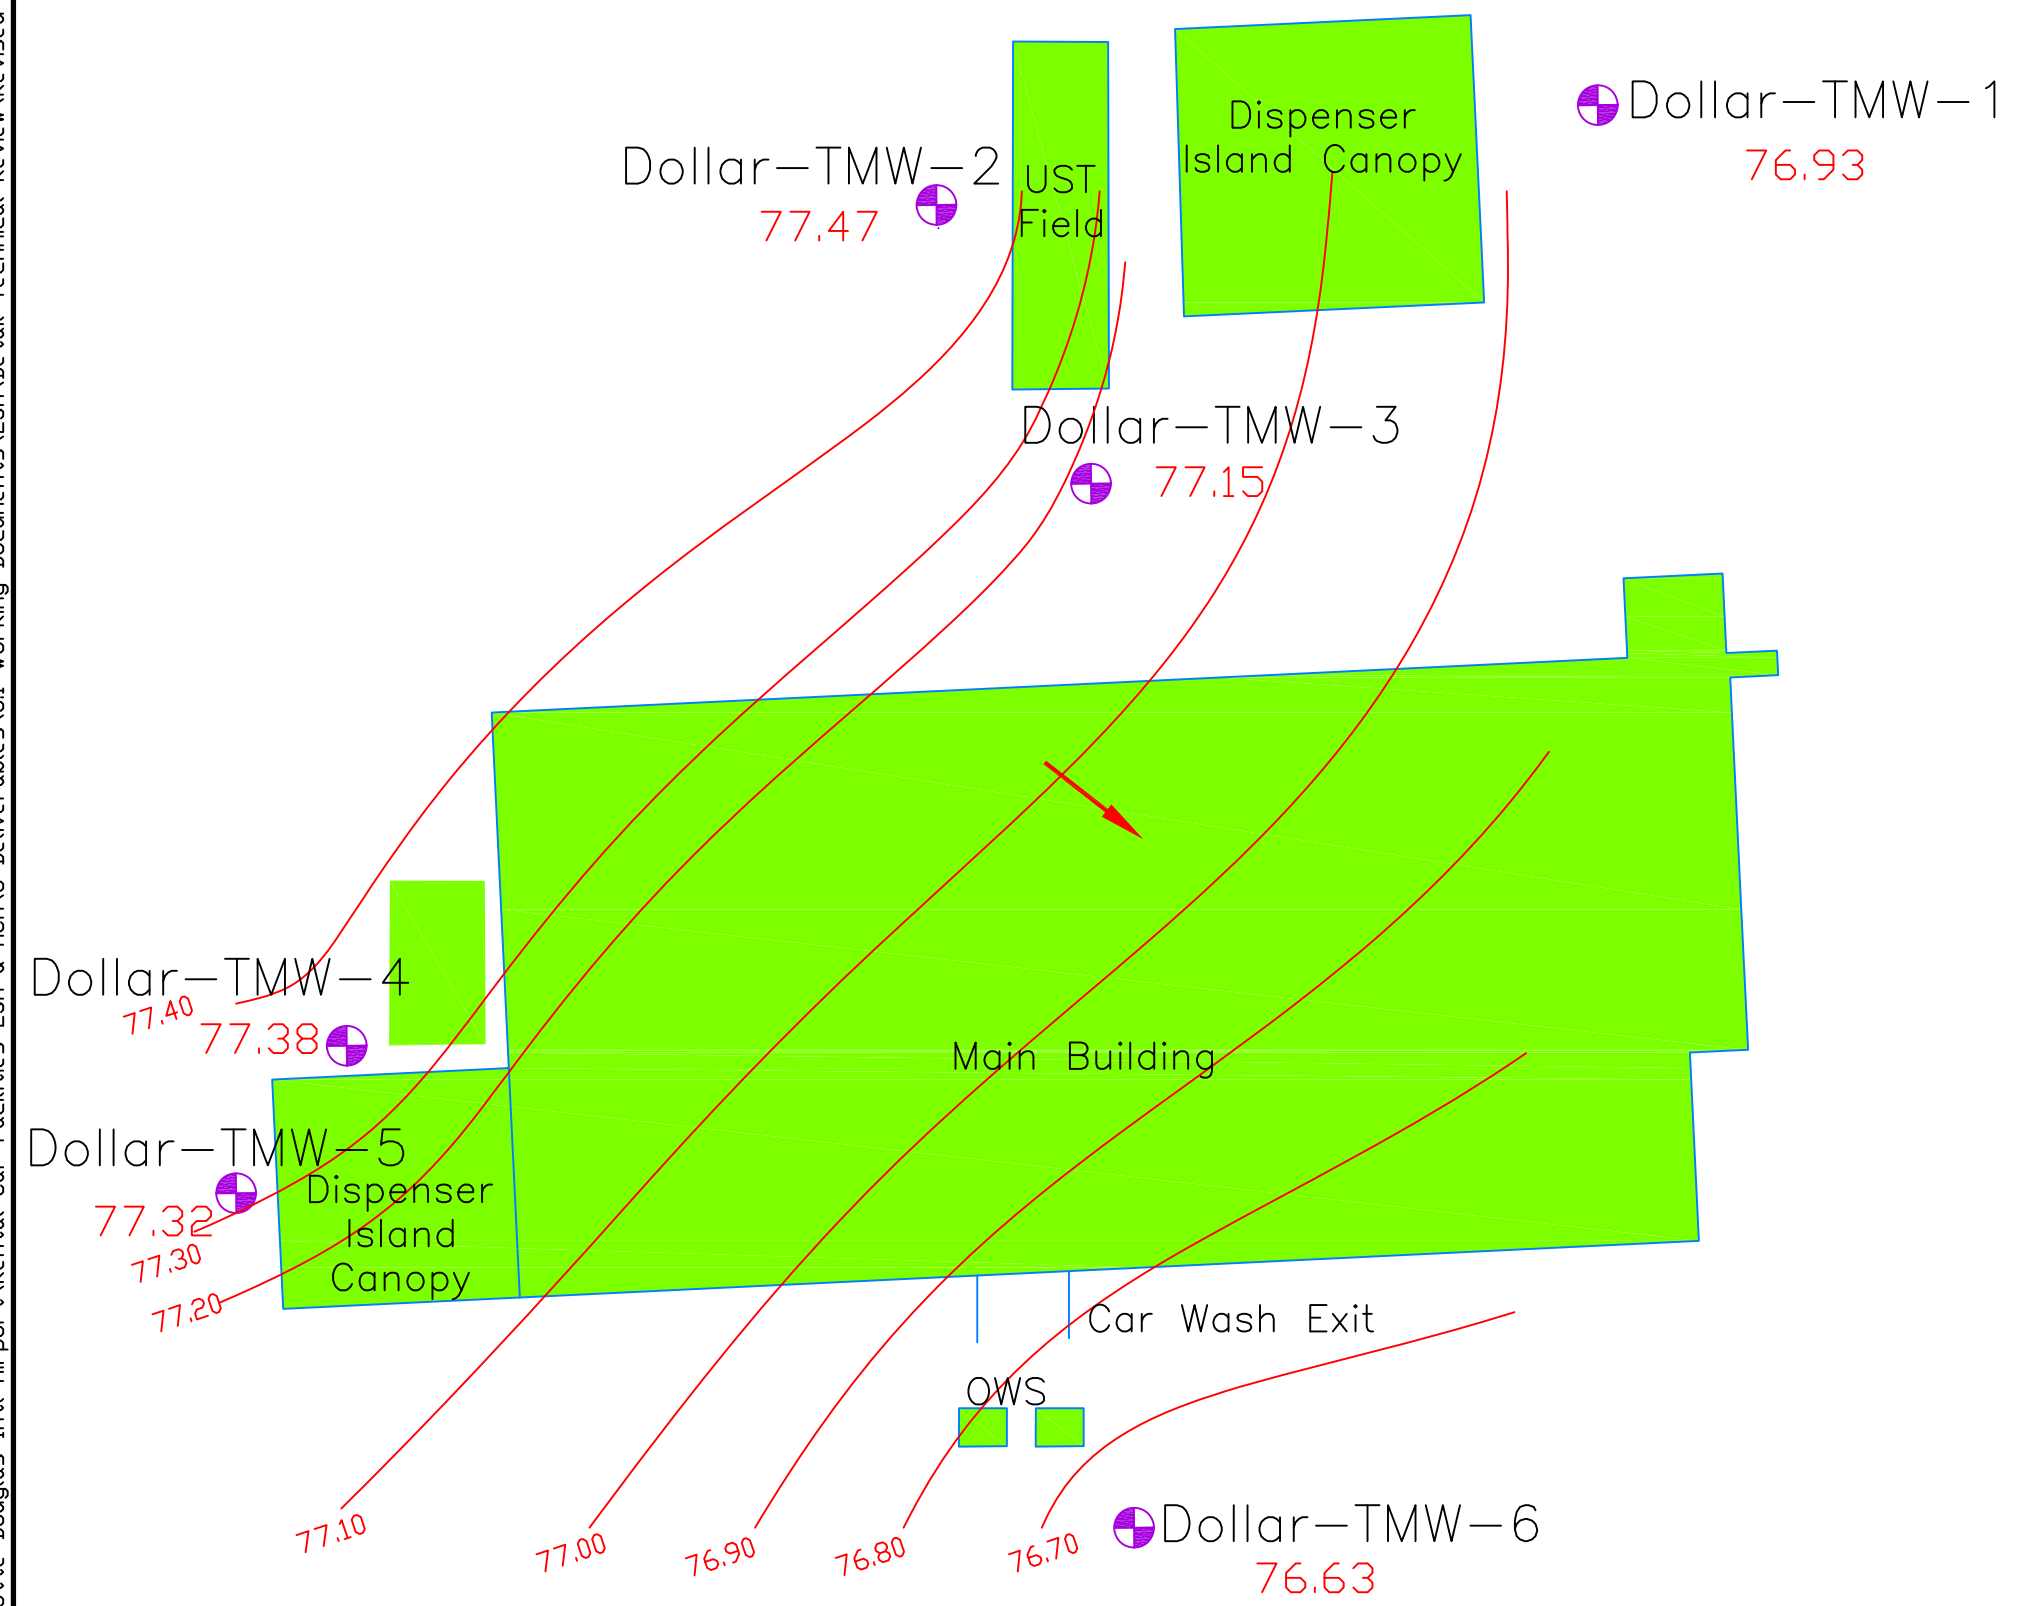 Dollar-TMW-1
76.93
Dispenser
Island Canopy
Dollar-TMW-2
77.47
UST
Field
Dollar-TMW-3
77.15
Dollar-TMW-4
77.40
77.38
Main Building
Dollar-TMW-5
77.32
77.30
77.20
Dispenser
Island
Canopy
Car Wash Exit
OWS
77.10
77.00
76.90
76.80
76.70
Dollar-TMW-6
76.63